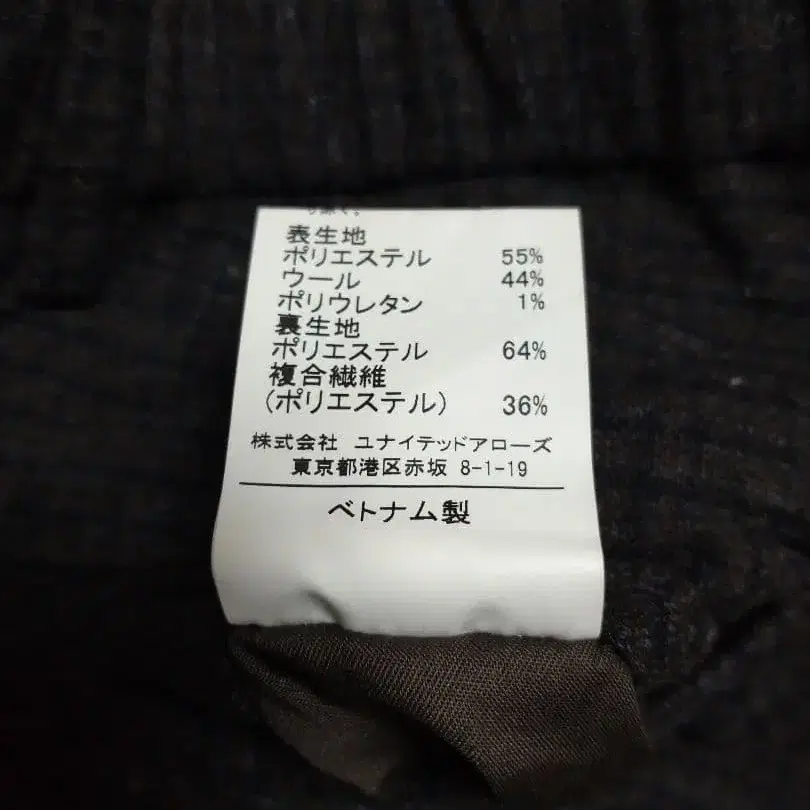 表生地
ポリエステル 55%
ウール 44%
ポリウレタン 1%
裏生地
ポリエステル 64%
複合繊維
(ポリエステル) 36%
株式会社 ユナイテッドアローズ
東京都港区赤坂 8-1-19
ベトナム製